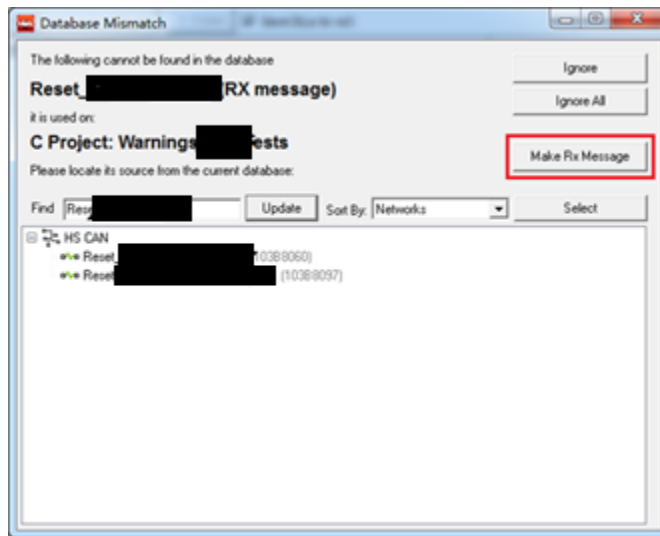 Database Mismatch
The following cannot be found in the database
Ignore
Reset_ (RX message)
Ignore All
it is used on:
C Project: Warnings ests
Make Rx Message
Please locate its source from the current database:
Find Res Update Sort By: Networks Select
HS CAN
Reset_ 103B8060)
Reset (103B8097)